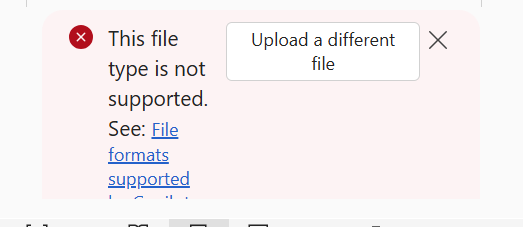 This file
type is not
supported.
See: File
formats
supported
Upload a different
file